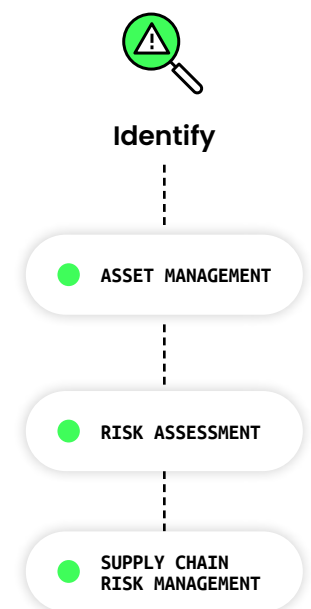 Identify
ASSET MANAGEMENT
RISK ASSESSMENT
SUPPLY CHAIN
RISK MANAGEMENT